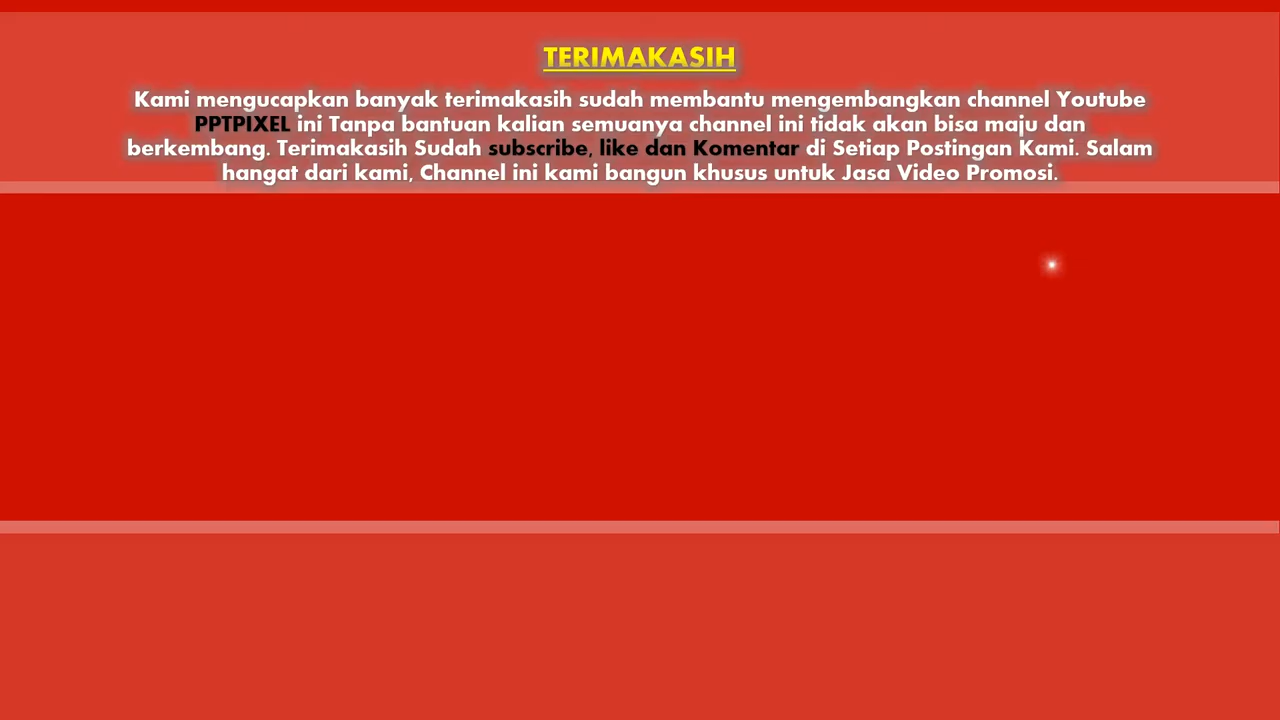 TERIMAKASIH
Kami mengucapkan banyak terimakasih sudah membantu mengembangkan channel Youtube
PPTPIXEL ini Tanpa bantuan kalian semuanya channel ini tidak akan bisa maju dan
berkembang. Terimakasih Sudah subscribe, like dan Komentar di Setiap Postingan Kami. Salam
hangat dari kami, Channel ini kami bangun khusus untuk Jasa Video Promosi.